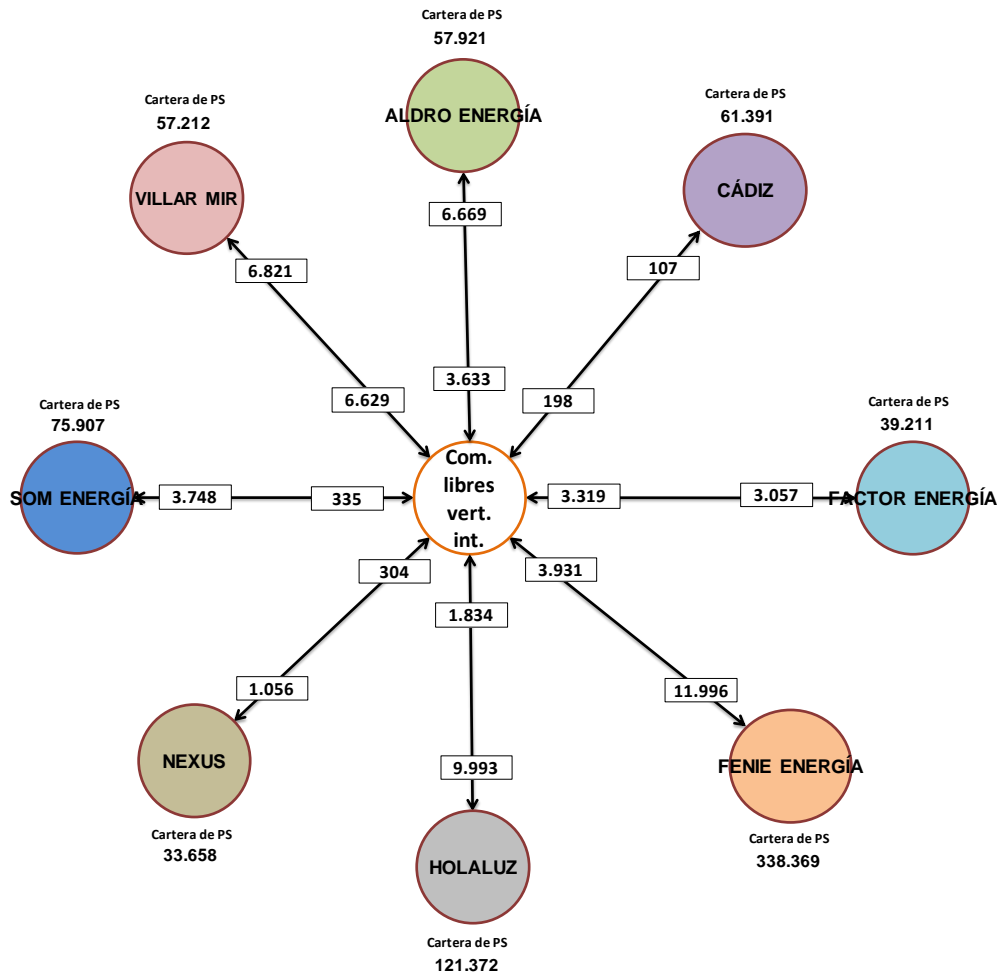 Cartera de PS
57.921
ALDRO ENERGÍA
Cartera de PS
57.212
VILLAR MIR
Cartera de PS
61.391
CÁDIZ
6.669
6.821
107
3.633
6.629
198
Cartera de PS
75.907
SOM ENERGÍA
3.748
335
Com.
libres
vert.
int.
3.319
3.057
Cartera de PS
39.211
FACTOR ENERGÍA
304
3.931
1.834
1.056
11.996
9.993
NEXUS
Cartera de PS
33.658
HOLALUZ
Cartera de PS
121.372
FENIE ENERGÍA
Cartera de PS
338.369